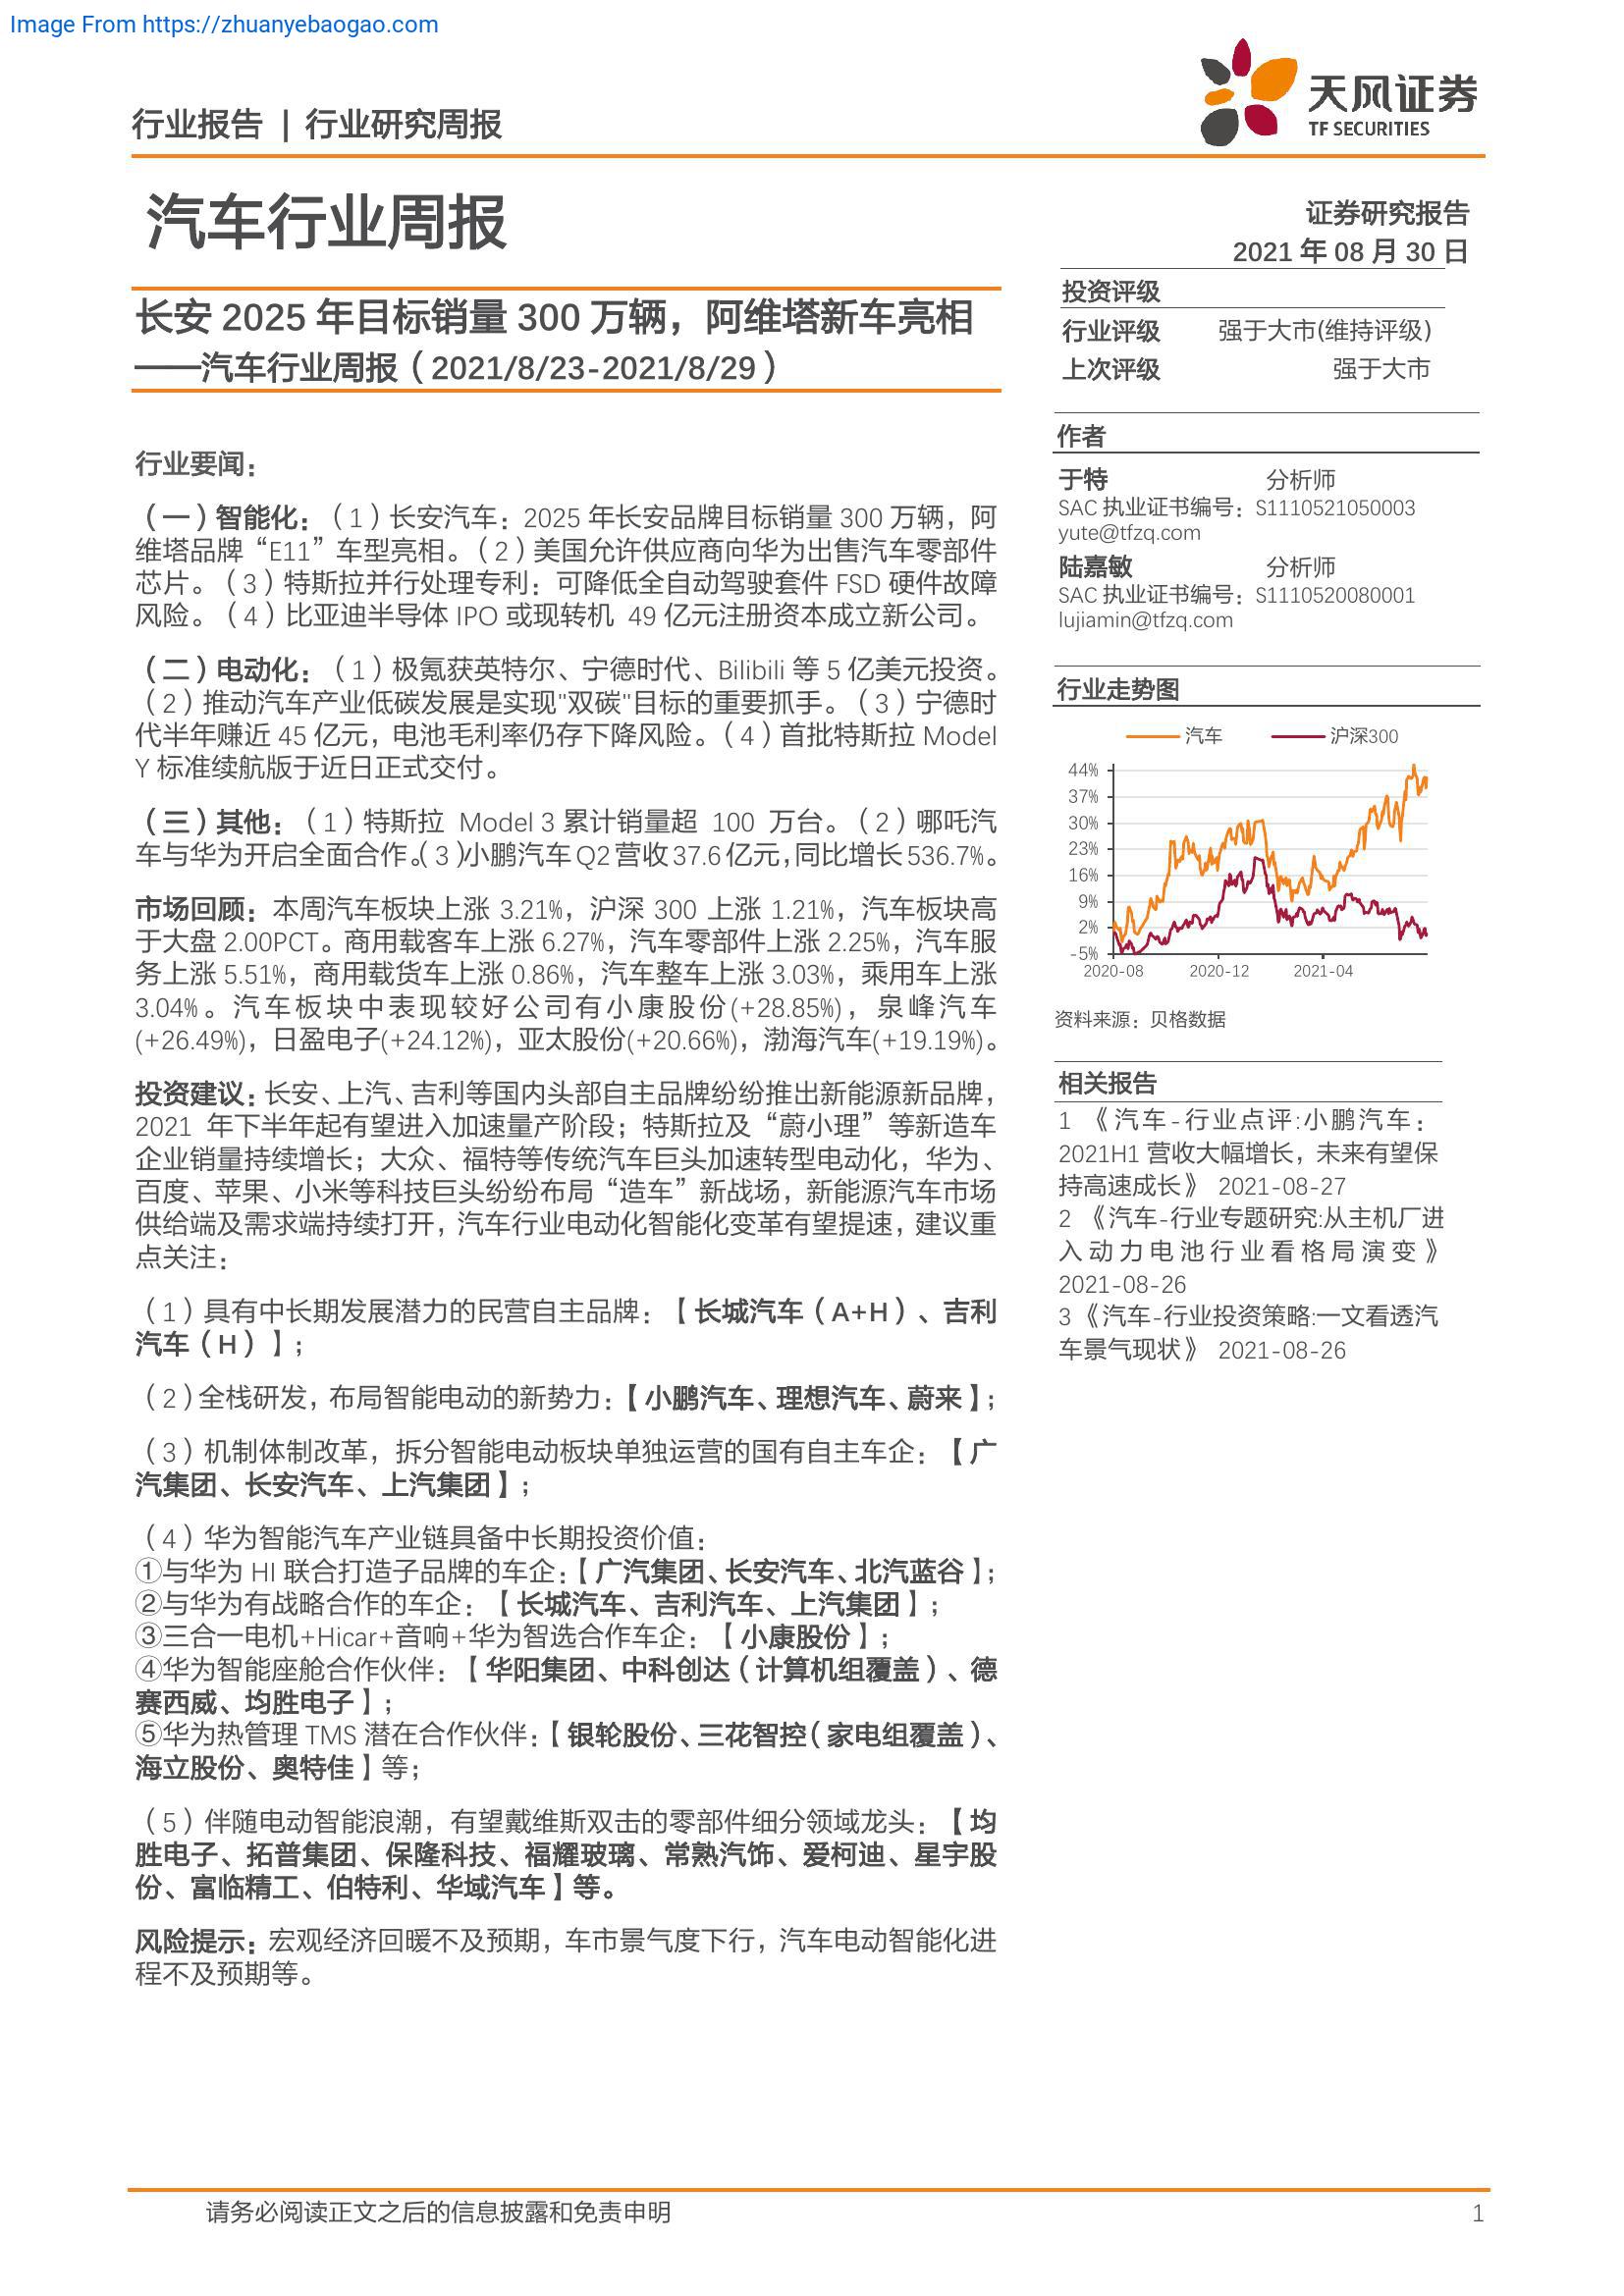 Image From https://zhuanyebaogao.com
行业报告 | 行业研究周报
天风证券
TF SECURITIES
汽车行业周报
证券研究报告
2021 年 08 月 30 日
长安 2025 年目标销量 300 万辆，阿维塔新车亮相
——汽车行业周报（2021/8/23-2021/8/29）
行业要闻：
（一）智能化：（1）长安汽车：2025 年长安品牌目标销量 300 万辆，阿
维塔品牌“E11”车型亮相。（2）美国允许供应商向华为出售汽车零部件
芯片。（3）特斯拉并行处理专利：可降低全自动驾驶套件 FSD 硬件故障
风险。（4）比亚迪半导体 IPO 或现转机 49 亿元注册资本成立新公司。
（二）电动化：（1）极氪获英特尔、宁德时代、Bilibili 等 5 亿美元投资。
（2）推动汽车产业低碳发展是实现"双碳"目标的重要抓手。（3）宁德时
代半年赚近 45 亿元，电池毛利率仍存下降风险。（4）首批特斯拉 Model
Y 标准续航版于近日正式交付。
（三）其他：（1）特斯拉 Model 3 累计销量超 100 万台。（2）哪吒汽
车与华为开启全面合作。（3）小鹏汽车 Q2 营收 37.6 亿元，同比增长 536.7%。
市场回顾：本周汽车板块上涨 3.21%，沪深 300 上涨 1.21%，汽车板块高
于大盘 2.00PCT。商用载客车上涨 6.27%，汽车零部件上涨 2.25%，汽车服
务上涨 5.51%，商用载货车上涨 0.86%，汽车整车上涨 3.03%，乘用车上涨
3.04%。汽车板块中表现较好公司有小康股份(+28.85%)，泉峰汽车
(+26.49%)，日盈电子(+24.12%)，亚太股份(+20.66%)，渤海汽车(+19.19%)。
投资建议：长安、上汽、吉利等国内头部自主品牌纷纷推出新能源新品牌，
2021 年下半年起有望进入加速量产阶段；特斯拉及“蔚小理”等新造车
企业销量持续增长；大众、福特等传统汽车巨头加速转型电动化，华为、
百度、苹果、小米等科技巨头纷纷布局“造车”新战场，新能源汽车市场
供给端及需求端持续打开，汽车行业电动化智能化变革有望提速，建议重
点关注：
（1）具有中长期发展潜力的民营自主品牌：【长城汽车（A+H）、吉利
汽车（H）】；
（2）全栈研发，布局智能电动的新势力：【小鹏汽车、理想汽车、蔚来】；
（3）机制体制改革，拆分智能电动板块单独运营的国有自主车企：【广
汽集团、长安汽车、上汽集团】；
（4）华为智能汽车产业链具备中长期投资价值：
①与华为 HI 联合打造子品牌的车企：【广汽集团、长安汽车、北汽蓝谷】；
②与华为有战略合作的车企：【长城汽车、吉利汽车、上汽集团】；
③三合一电机+Hicar+音响+华为智选合作车企：【小康股份】；
④华为智能座舱合作伙伴：【华阳集团、中科创达（计算机组覆盖）、德
赛西威、均胜电子】；
⑤华为热管理 TMS 潜在合作伙伴：【银轮股份、三花智控（家电组覆盖）、
海立股份、奥特佳】等；
（5）伴随电动智能浪潮，有望戴维斯双击的零部件细分领域龙头：【均
胜电子、拓普集团、保隆科技、福耀玻璃、常熟汽饰、爱柯迪、星宇股
份、富临精工、伯特利、华域汽车】等。
风险提示：宏观经济回暖不及预期，车市景气度下行，汽车电动智能化进
程不及预期等。
投资评级
行业评级 强于大市(维持评级)
上次评级 强于大市
作者
于特 分析师
SAC 执业证书编号：S1110521050003
yute@tfzq.com
陆嘉敏 分析师
SAC 执业证书编号：S1110520080001
lujiamin@tfzq.com
行业走势图
汽车 沪深300
44%
37%
30%
23%
16%
9%
2%
-5%
2020-08 2020-12 2021-04
资料来源：贝格数据
相关报告
1 《汽车-行业点评:小鹏汽车：
2021H1 营收大幅增长，未来有望保
持高速成长》 2021-08-27
2 《汽车-行业专题研究:从主机厂进
入动力电池行业看格局演变》
2021-08-26
3 《汽车-行业投资策略:一文看透汽
车景气现状》 2021-08-26
请务必阅读正文之后的信息披露和免责申明 1